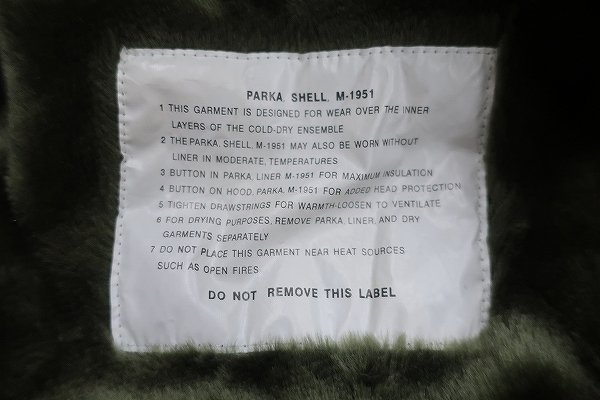 PARKA, SHELL, M-1951
1 THIS GARMENT IS DESIGNED FOR WEAR OVER THE INNER
LAYERS OF THE COLD-DRY ENSEMBLE
2 THE PARKA, SHELL, M-1951 MAY ALSO BE WORN WITHOUT
LINER IN MODERATE, TEMPERATURES
3 BUTTON IN PARKA, LINER M-1951 FOR MAXIMUM INSULATION
4 BUTTON ON HOOD, PARKA, M-1951 FOR ADDED HEAD PROTECTION
5 TIGHTEN DRAWSTRINGS FOR WARMTH-LOOSEN TO VENTILATE
6 FOR DRYING PURPOSES, REMOVE PARKA, LINER, AND DRY
GARMENTS SEPARATELY
7 DO NOT PLACE THIS GARMENT NEAR HEAT SOURCES
SUCH AS OPEN FIRES
DO NOT REMOVE THIS LABEL